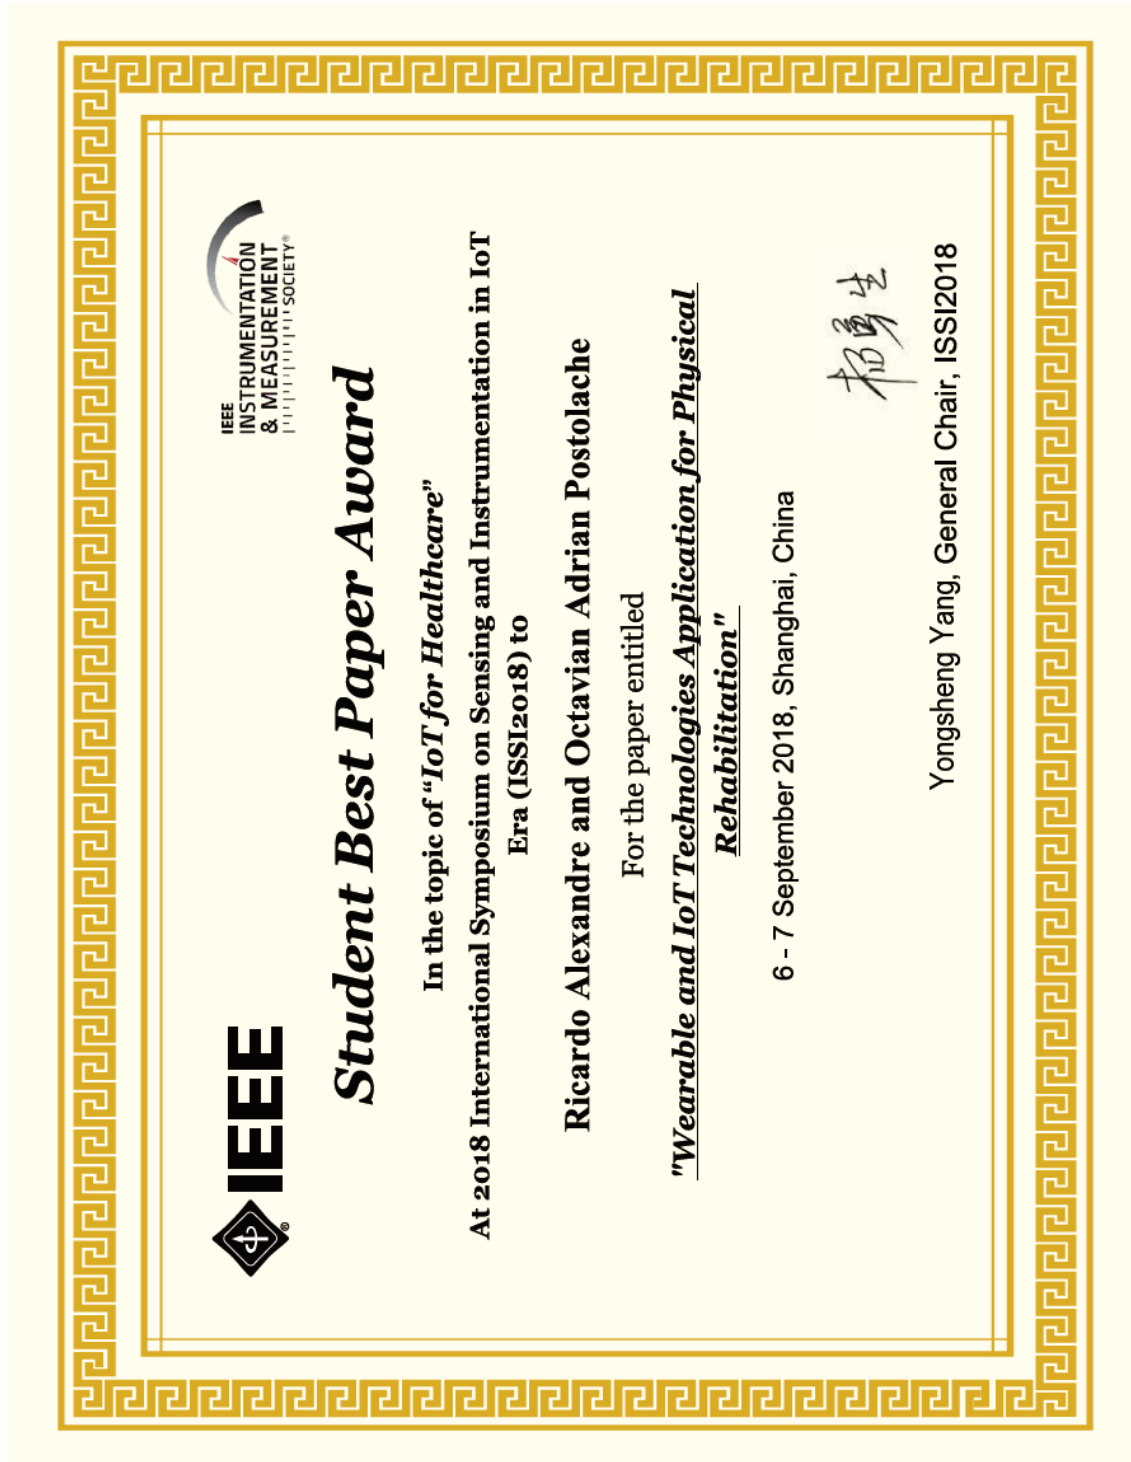 IEEE®
IEEE
INSTRUMENTATION
& MEASUREMENT
SOCIETY®
Student Best Paper Award
In the topic of “IoT for Healthcare”
At 2018 International Symposium on Sensing and Instrumentation in IoT
Era (ISSI2018) to
Ricardo Alexandre and Octavian Adrian Postolache
For the paper entitled
"Wearable and IoT Technologies Application for Physical
Rehabilitation"
6 - 7 September 2018, Shanghai, China
杨勇生
Yongsheng Yang, General Chair, ISSI2018